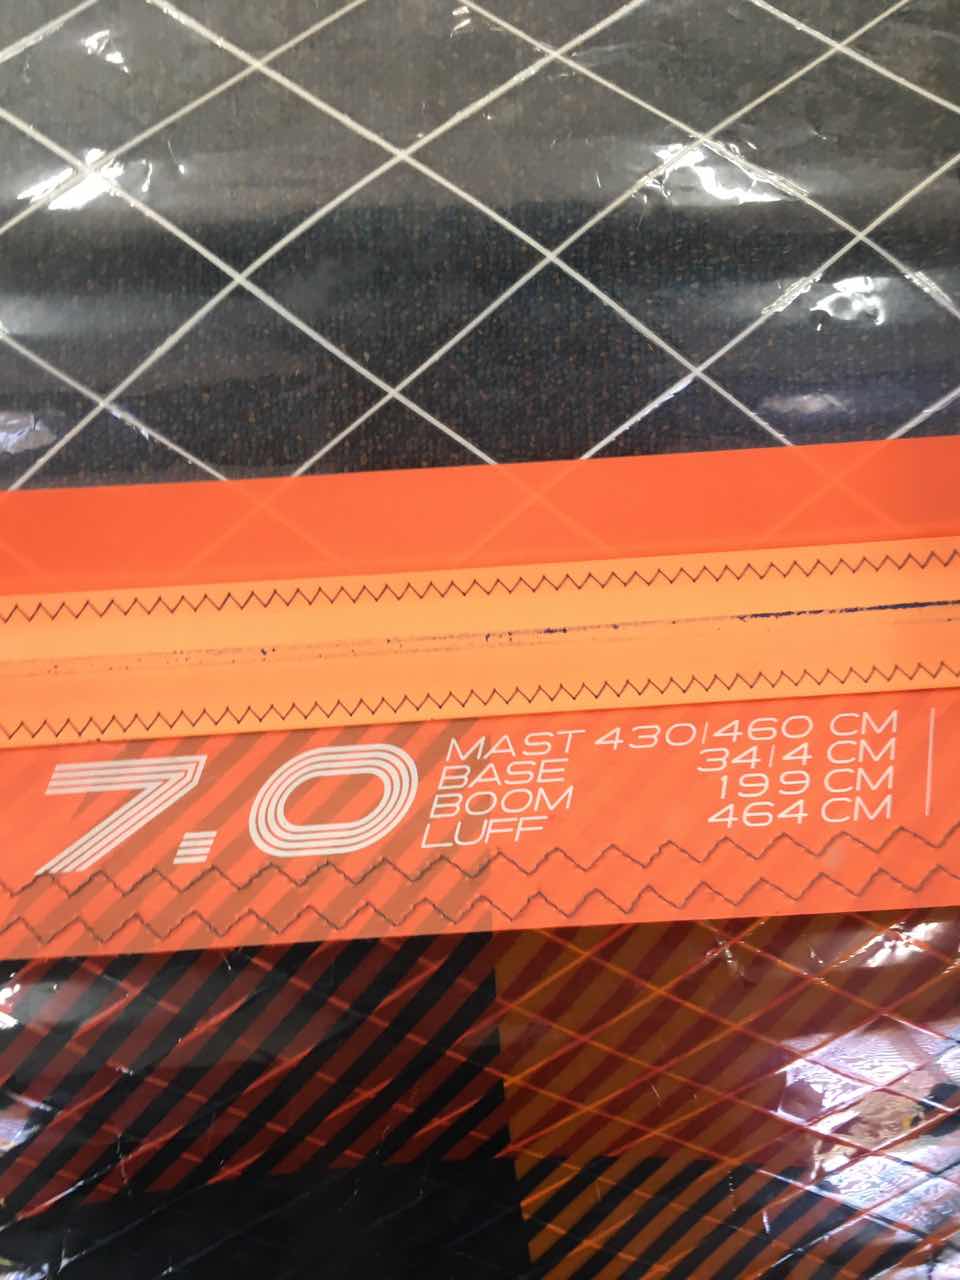 7.0
MAST 430|460 CM
BASE 34|4 CM
BOOM 199 CM
LUFF 464 CM